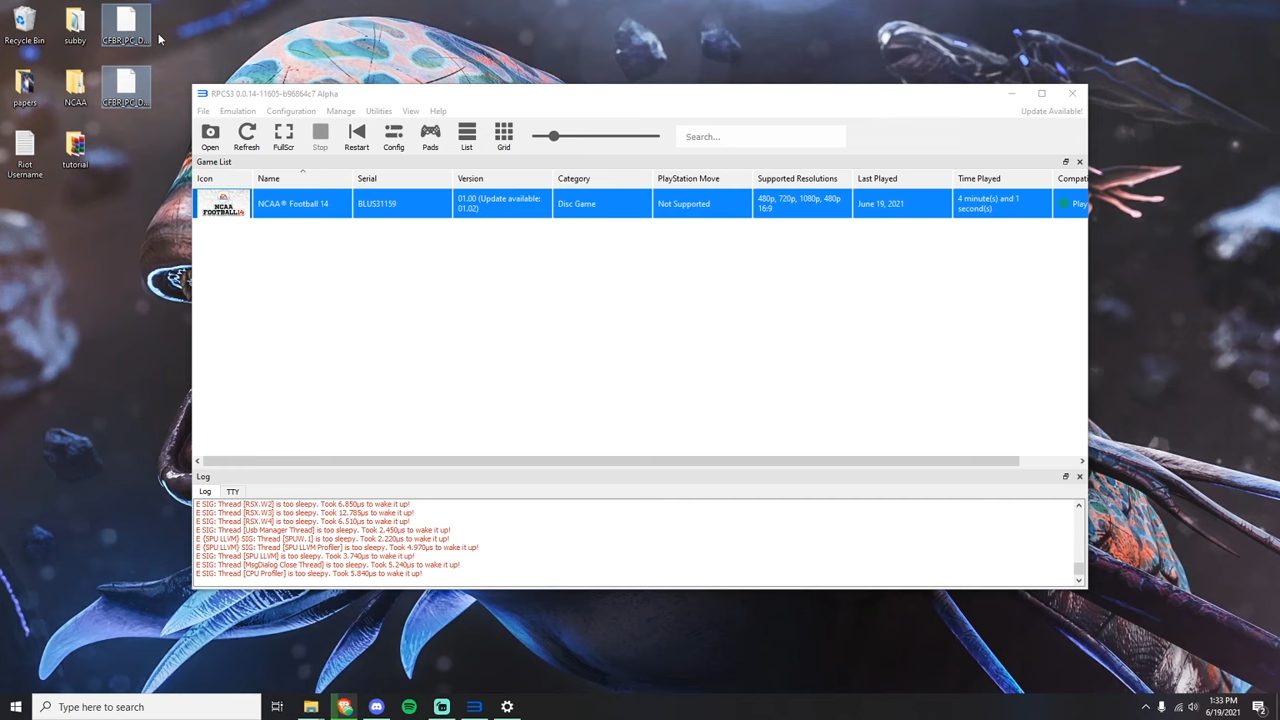 Recycle Bin
subby
CFBR_PC_D...
papers
NCAA
CFBR_PC_D...
Riot
Username
tutorial
RPCS3 0.0.14-11605-b96864c7 Alpha
File Emulation Configuration Manage Utilities View Help Update Available!
Open Refresh FullScr Stop Restart Config Pads List Grid Search...
Game List
Icon Name Serial Version Category PlayStation Move Supported Resolutions Last Played Time Played Compati
NCAA FOOTBALL 14
NCAA® Football 14 BLUS31159 01.00 (Update available:
01.02) Disc Game Not Supported 480p, 720p, 1080p, 480p
16:9 June 19, 2021 4 minute(s) and 1
second(s) Play
Log
Log TTY
E SIG: Thread [RSX.W2] is too sleepy. Took 6.850µs to wake it up!
E SIG: Thread [RSX.W3] is too sleepy. Took 12.785µs to wake it up!
E SIG: Thread [RSX.W4] is too sleepy. Took 6.510µs to wake it up!
E SIG: Thread [Usb Manager Thread] is too sleepy. Took 2.450µs to wake it up!
E {SPU LLVM} SIG: Thread [SPUW.1] is too sleepy. Took 2.220µs to wake it up!
E {SPU LLVM} SIG: Thread [SPU LLVM Profiler] is too sleepy. Took 4.970µs to wake it up!
E SIG: Thread [SPU LLVM] is too sleepy. Took 3.740µs to wake it up!
E SIG: Thread [MsgDialog Close Thread] is too sleepy. Took 5.240µs to wake it up!
E SIG: Thread [CPU Profiler] is too sleepy. Took 5.840µs to wake it up!
Type here to search
1:33 PM
6/19/2021
2